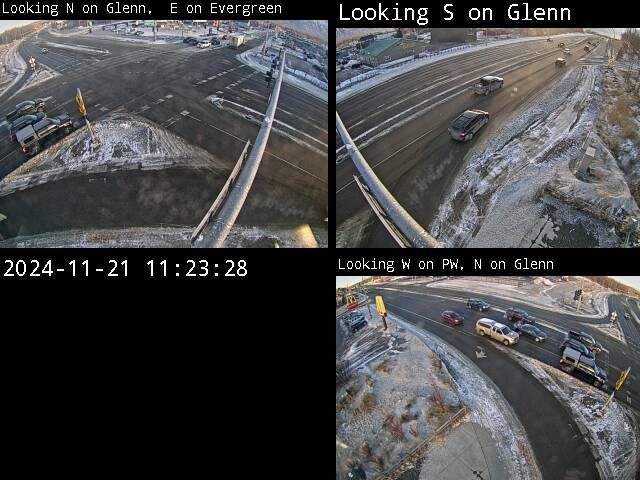 Looking N on Glenn, E on Evergreen
Looking S on Glenn
2024-11-21 11:23:28
Looking W on PW, N on Glenn